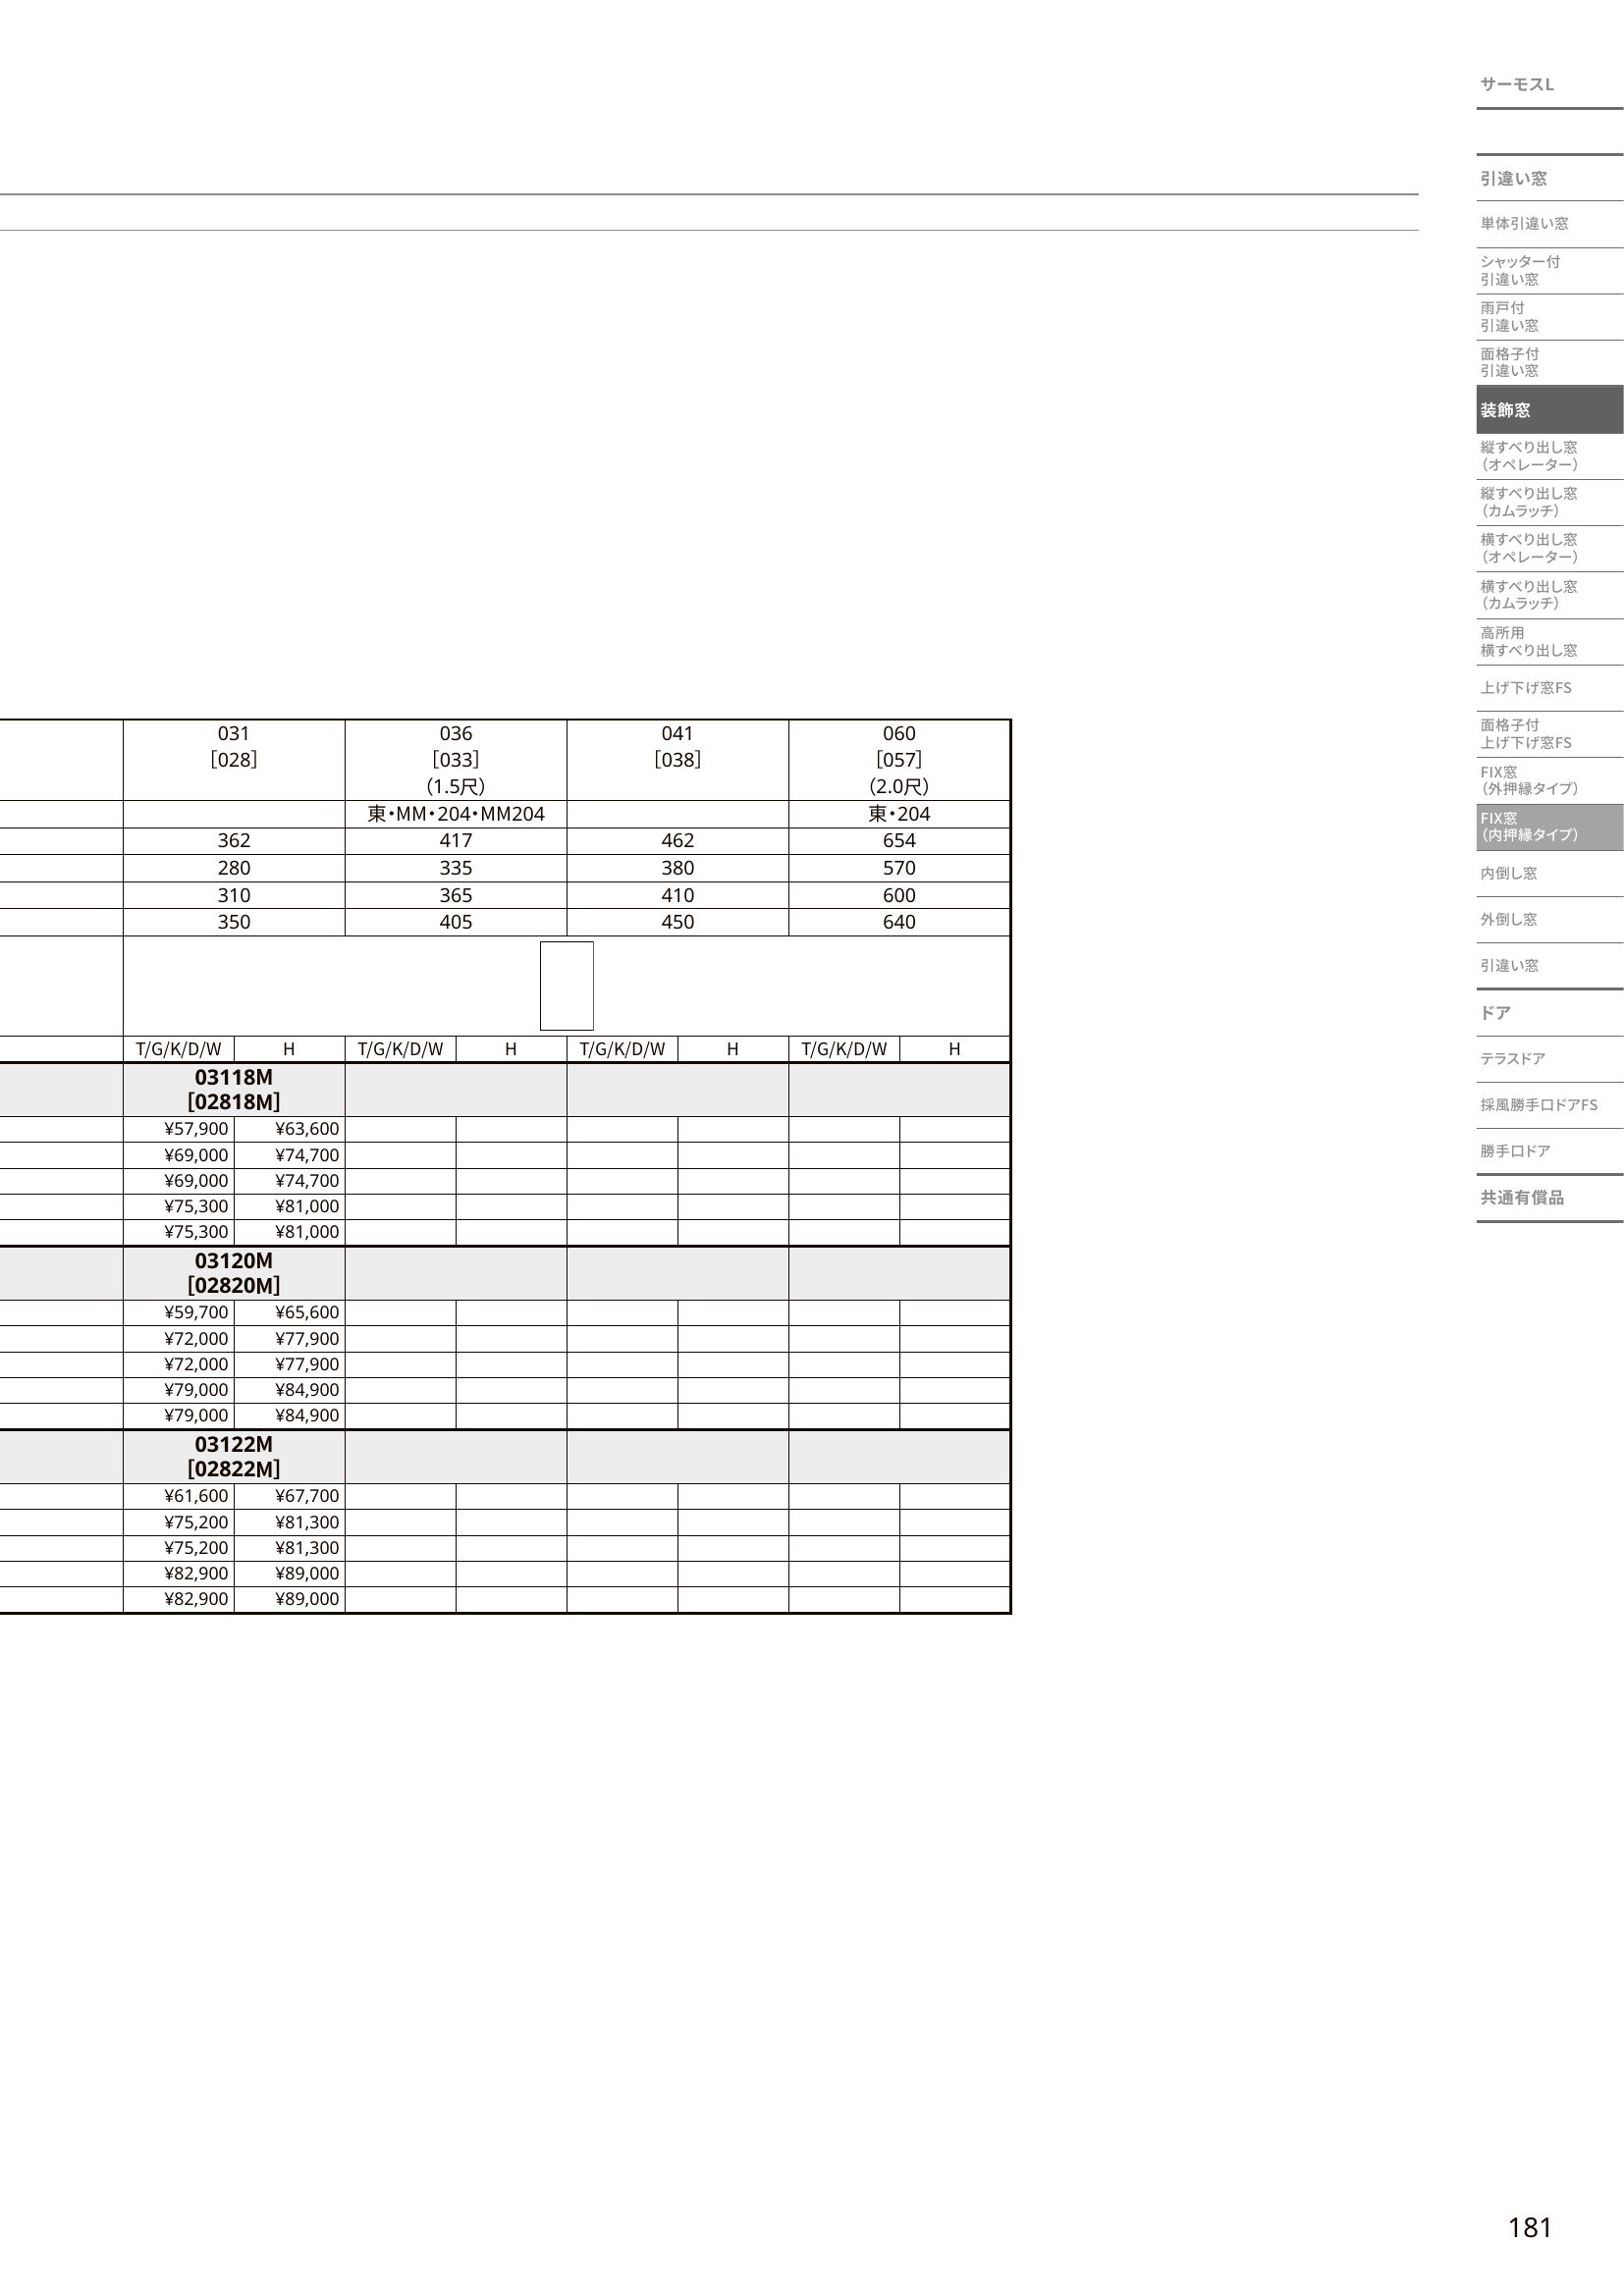 サーモスL
引違い窓
単体引違い窓
シャッター付
引違い窓
雨戸付
引違い窓
面格子付
引違い窓
装飾窓
縦すべり出し窓
（オペレーター）
縦すべり出し窓
（カムラッチ）
横すべり出し窓
（オペレーター）
横すべり出し窓
（カムラッチ）
高所用
横すべり出し窓
上げ下げ窓FS
面格子付
上げ下げ窓FS
FIX窓
（外押縁タイプ）
FIX窓
（内押縁タイプ）
内倒し窓
外倒し窓
引違い窓
ドア
テラスドア
採風勝手口ドアFS
勝手口ドア
共通有償品
031 036 041 060
［028］ ［033］ ［038］ ［057］
（1.5尺） （2.0尺）
東・MM・204・MM204 東・204
362 417 462 654
280 335 380 570
310 365 410 600
350 405 450 640
T/G/K/D/W H T/G/K/D/W H T/G/K/D/W H T/G/K/D/W H
03118M
［02818M］
¥57,900 ¥63,600
¥69,000 ¥74,700
¥69,000 ¥74,700
¥75,300 ¥81,000
¥75,300 ¥81,000
03120M
［02820M］
¥59,700 ¥65,600
¥72,000 ¥77,900
¥72,000 ¥77,900
¥79,000 ¥84,900
¥79,000 ¥84,900
03122M
［02822M］
¥61,600 ¥67,700
¥75,200 ¥81,300
¥75,200 ¥81,300
¥82,900 ¥89,000
¥82,900 ¥89,000
181